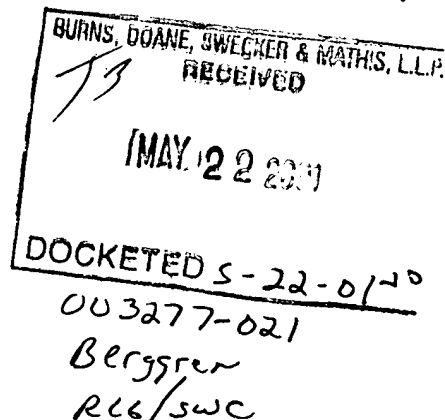 BURNS, DOANE, SWECKER & MATHIS, L.L.P.
RECEIVED
MAY 22 2001
DOCKETED 5-22-01
003277-021
Berggren
RLG/SWC